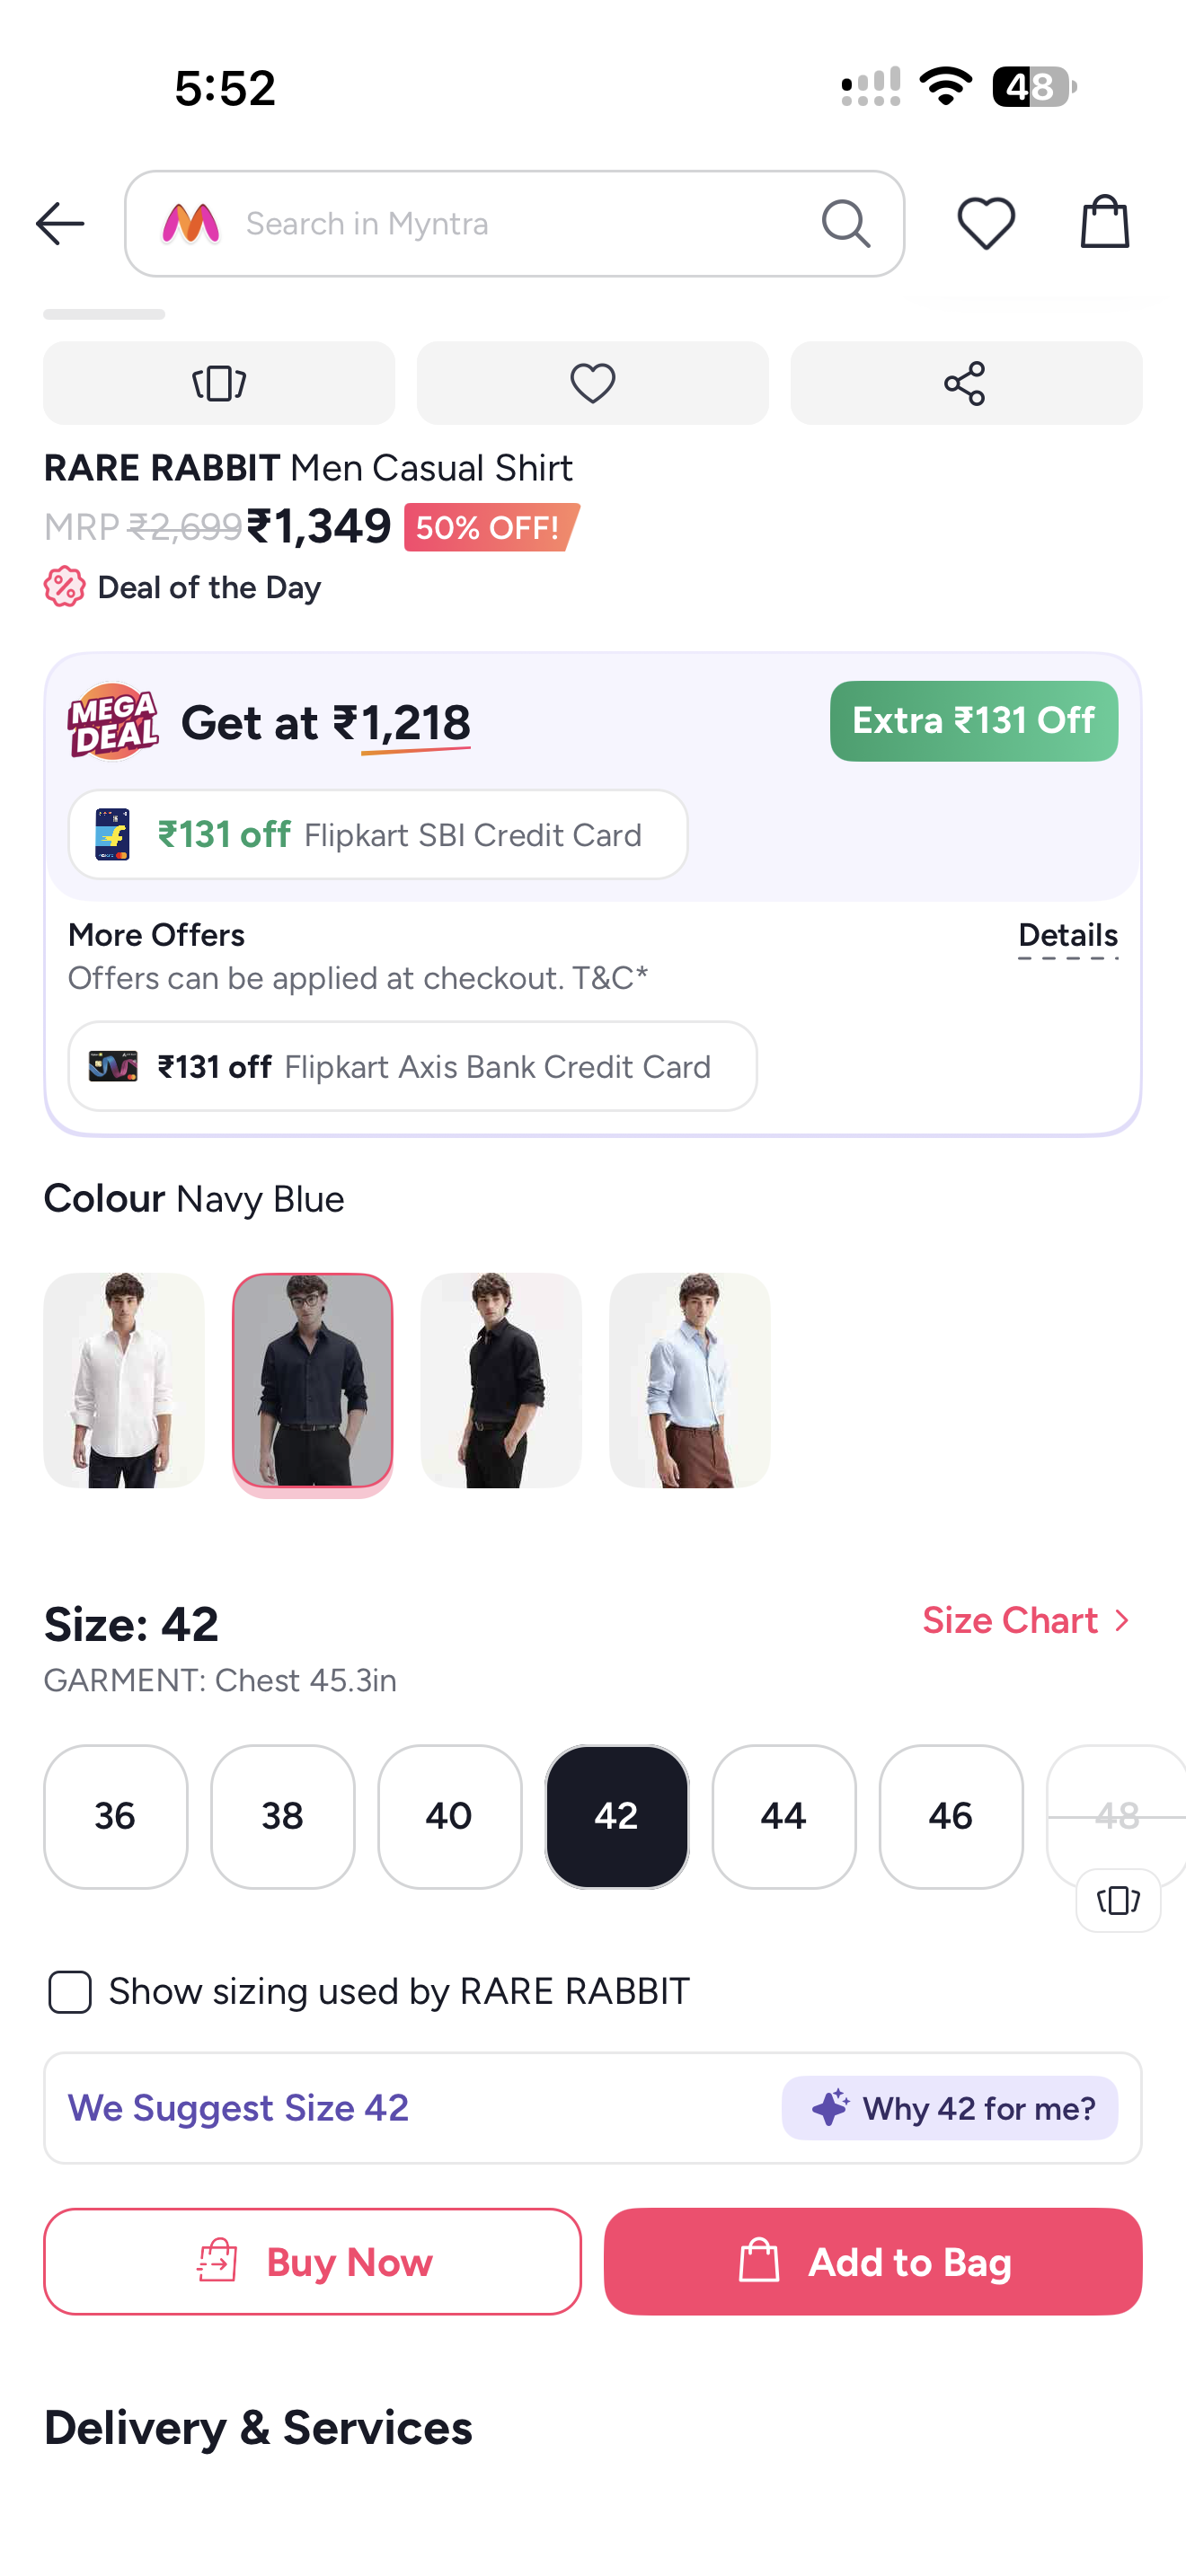 5:52
48
Search in Myntra
RARE RABBIT Men Casual Shirt
MRP ₹2,699 ₹1,349 50% OFF!
Deal of the Day
MEGA DEAL Get at ₹1,218 Extra ₹131 Off
₹131 off Flipkart SBI Credit Card
More Offers Details
Offers can be applied at checkout. T&C*
₹131 off Flipkart Axis Bank Credit Card
Colour Navy Blue
Size: 42 Size Chart
GARMENT: Chest 45.3in
36 38 40 42 44 46 48
Show sizing used by RARE RABBIT
We Suggest Size 42 Why 42 for me?
Buy Now Add to Bag
Delivery & Services